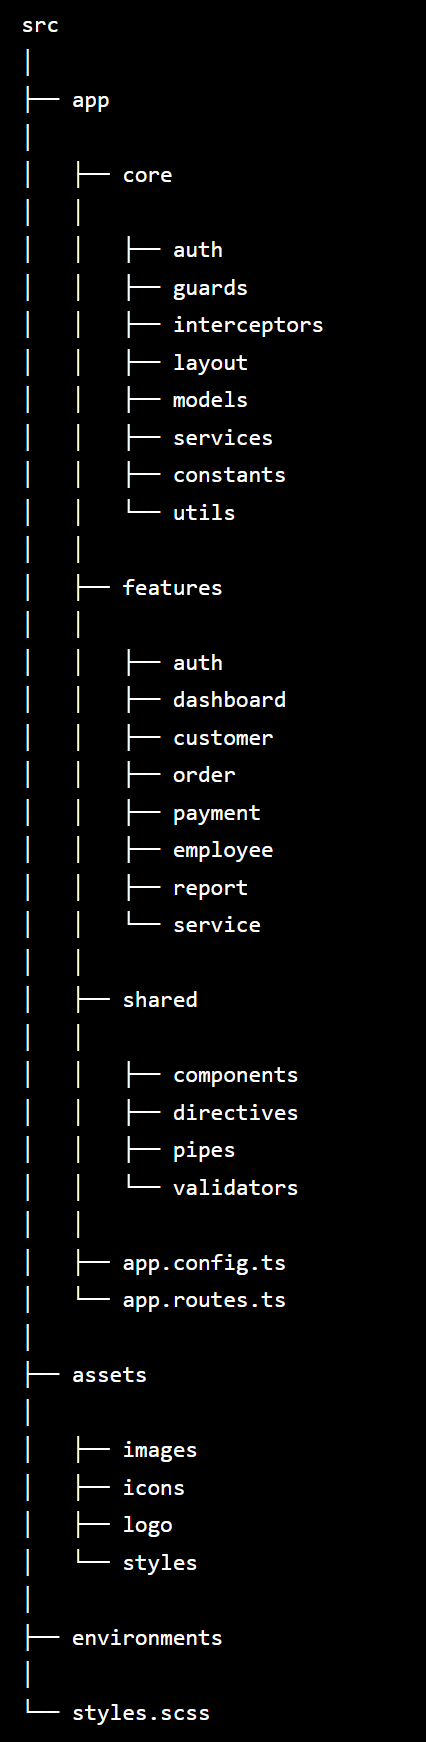 src
│
├── app
│
│   ├── core
│   │
│   │   ├── auth
│   │   ├── guards
│   │   ├── interceptors
│   │   ├── layout
│   │   ├── models
│   │   ├── services
│   │   ├── constants
│   │   └── utils
│   │
│   ├── features
│   │
│   │   ├── auth
│   │   ├── dashboard
│   │   ├── customer
│   │   ├── order
│   │   ├── payment
│   │   ├── employee
│   │   ├── report
│   │   └── service
│   │
│   ├── shared
│   │
│   │   ├── components
│   │   ├── directives
│   │   ├── pipes
│   │   └── validators
│   │
│   ├── app.config.ts
│   └── app.routes.ts
│
├── assets
│
│   ├── images
│   ├── icons
│   ├── logo
│   └── styles
│
├── environments
│
└── styles.scss